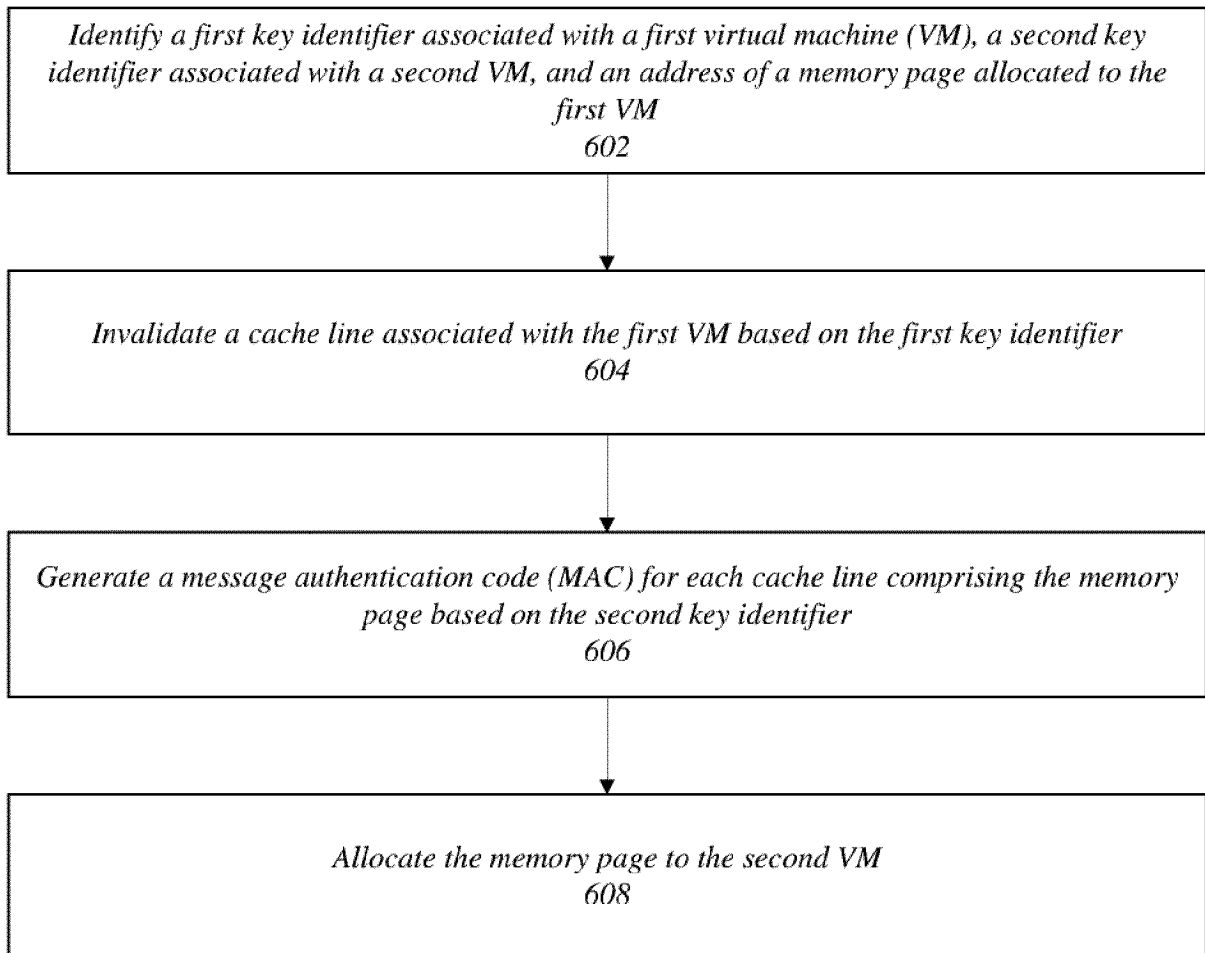 Identify a first key identifier associated with a first virtual machine (VM), a second key
identifier associated with a second VM, and an address of a memory page allocated to the
first VM
602
Invalidate a cache line associated with the first VM based on the first key identifier
604
Generate a message authentication code (MAC) for each cache line comprising the memory
page based on the second key identifier
606
Allocate the memory page to the second VM
608